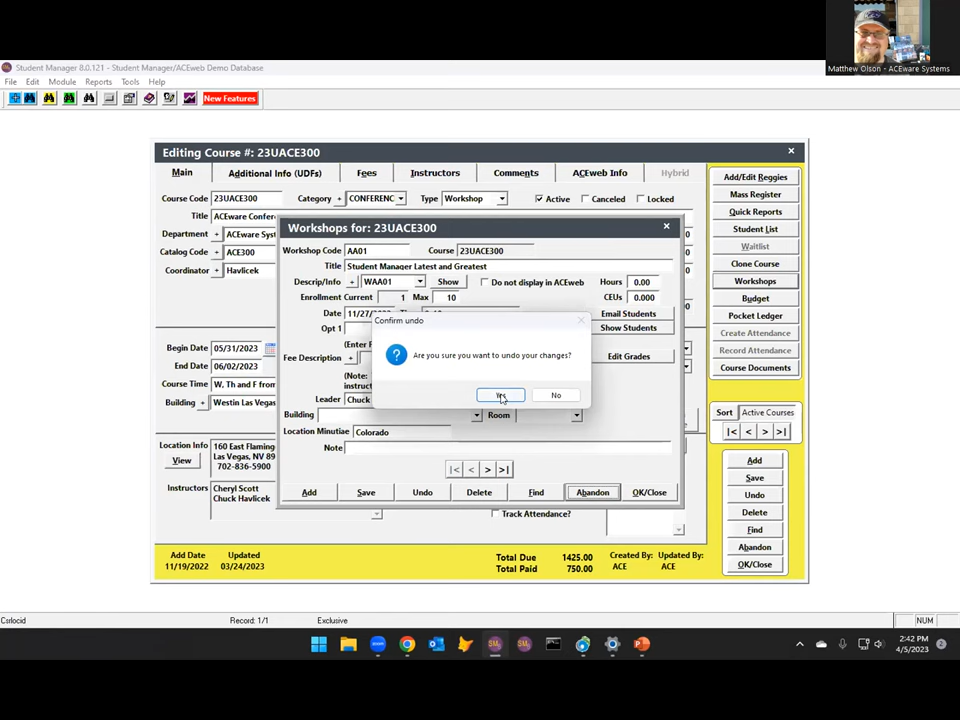 Matthew Olson - ACEware Systems
Student Manager 8.0.121 - Student Manager/ACEweb Demo Database
File Edit Module Reports Tools Help
New Features
Editing Course #: 23UACE300
Main Additional Info (UDFs) Fees Instructors Comments ACEweb Info Hybrid
Course Code 23UACE300 Category + CONFERENC Type Workshop Active Canceled Locked
Title ACEware Confer
Department + ACEware Syst
Catalog Code + ACE300
Coordinator + Havlicek
Begin Date 05/31/2023
End Date 06/02/2023
Course Time W, Th and F from
Building + Westin Las Vegas
Location Info 160 East Flaming
View Las Vegas, NV 89
702-836-5900
Instructors Cheryl Scott
Chuck Havlicek
Track Attendance?
Add Date Updated
11/19/2022 03/24/2023
Total Due 1425.00 Created By: Updated By:
Total Paid 750.00 ACE ACE
Workshops for: 23UACE300
Workshop Code AA01 Course 23UACE300
Title Student Manager Latest and Greatest
Descrip/Info + WAA01 Show Do not display in ACEweb Hours 0.00
Enrollment Current 1 Max 10 CEUs 0.000
Date 11/27/20
Email Students
Opt 1 Show Students
(Enter F
Fee Description + Edit Grades
(Note:
instruct
Leader Chuck
Building Room
Location Minutiae Colorado
Note
|< < > >|
Add Save Undo Delete Find Abandon OK/Close
Confirm undo
Are you sure you want to undo your changes?
Yes No
Add/Edit Reggies
Mass Register
Quick Reports
Student List
Waitlist
Clone Course
Workshops
Budget
Pocket Ledger
Create Attendance
Record Attendance
Course Documents
Sort Active Courses
|< < > >|
Add
Save
Undo
Delete
Find
Abandon
OK/Close
Csrlocid Record: 1/1 Exclusive NUM
2:42 PM
4/5/2023